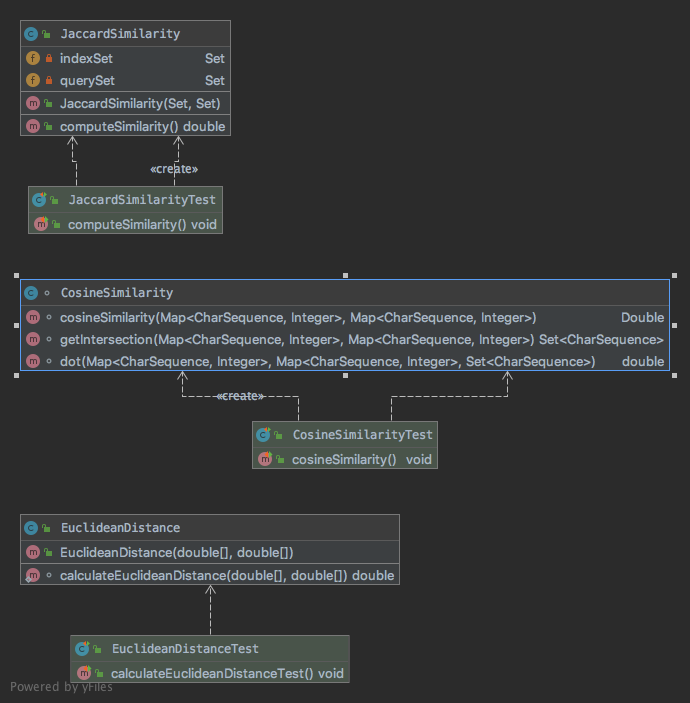 JaccardSimilarity
indexSet Set
querySet Set
JaccardSimilarity(Set, Set)
computeSimilarity() double
«create»
JaccardSimilarityTest
computeSimilarity() void
CosineSimilarity
cosineSimilarity(Map<CharSequence, Integer>, Map<CharSequence, Integer>) Double
getIntersection(Map<CharSequence, Integer>, Map<CharSequence, Integer>) Set<CharSequence>
dot(Map<CharSequence, Integer>, Map<CharSequence, Integer>, Set<CharSequence>) double
«create»
CosineSimilarityTest
cosineSimilarity() void
EuclideanDistance
EuclideanDistance(double[], double[])
calculateEuclideanDistance(double[], double[]) double
EuclideanDistanceTest
calculateEuclideanDistanceTest() void
Powered by yFiles